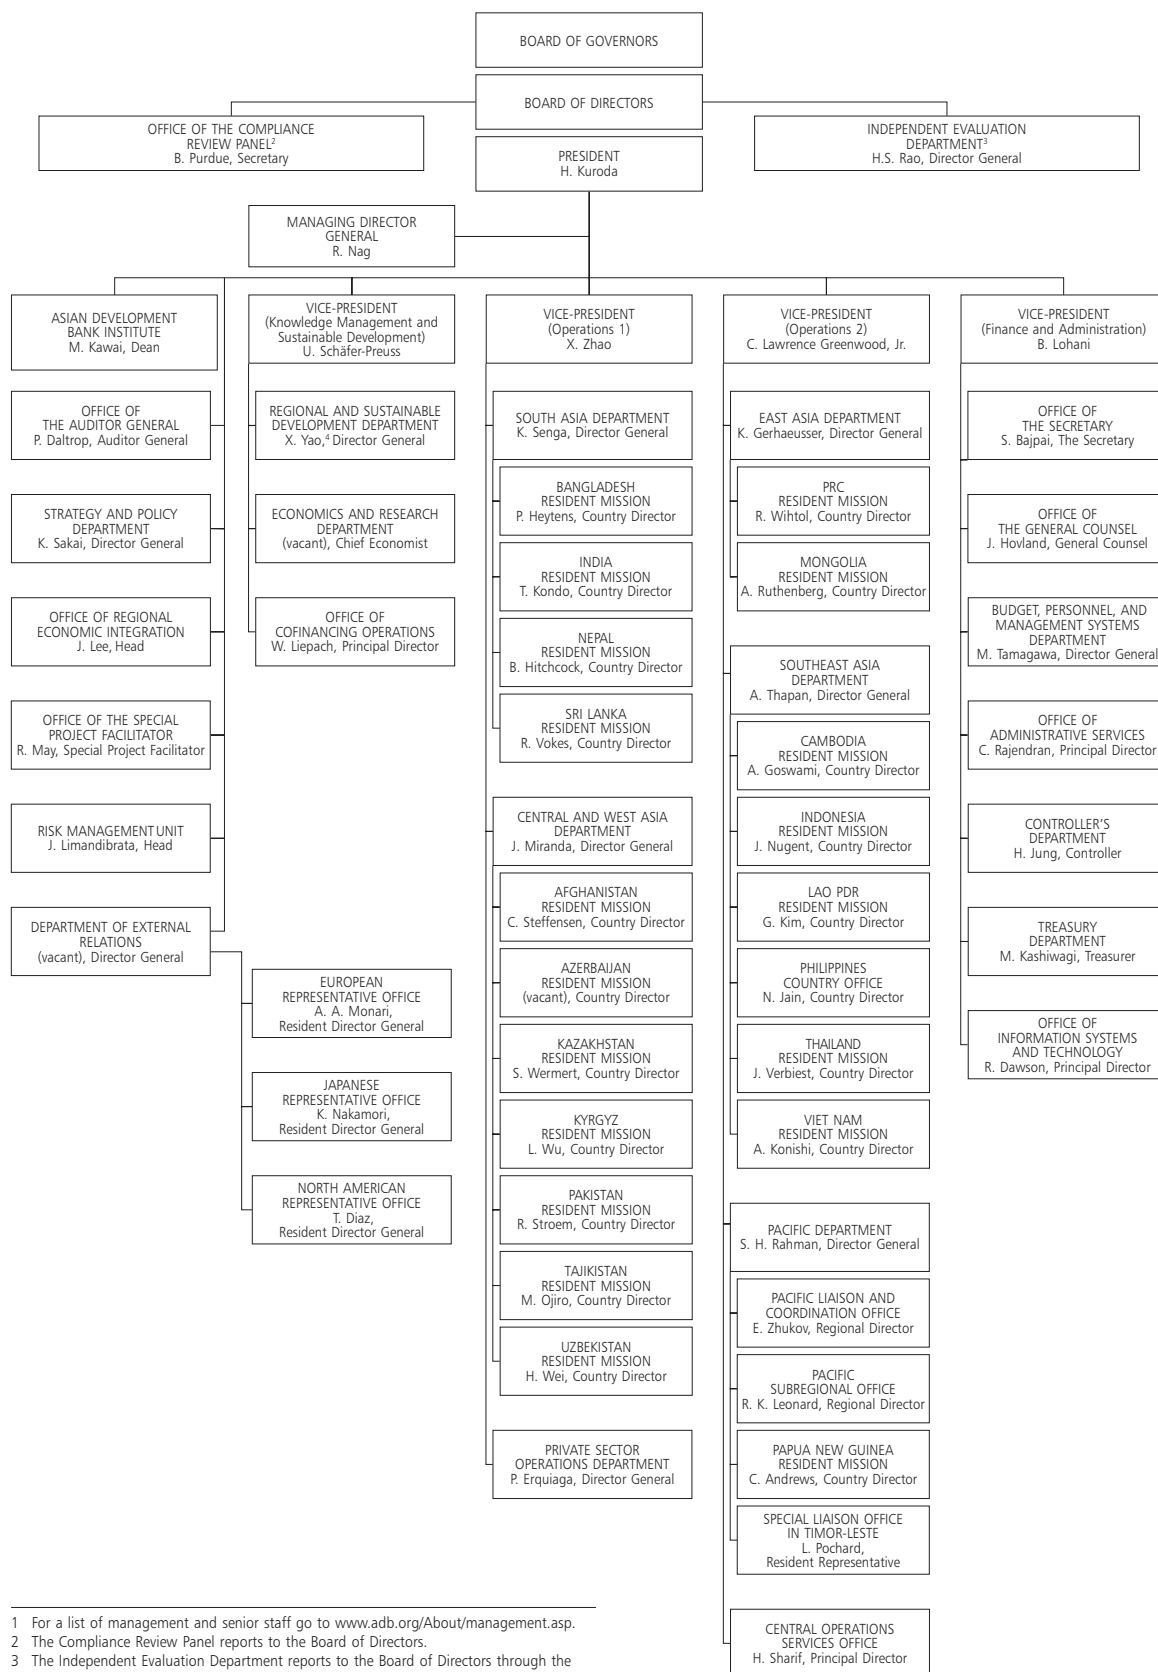 BOARD OF GOVERNORS
BOARD OF DIRECTORS
OFFICE OF THE COMPLIANCE
REVIEW PANEL2
B. Purdue, Secretary
INDEPENDENT EVALUATION
DEPARTMENT3
H.S. Rao, Director General
PRESIDENT
H. Kuroda
MANAGING DIRECTOR
GENERAL
R. Nag
ASIAN DEVELOPMENT
BANK INSTITUTE
M. Kawai, Dean
OFFICE OF
THE AUDITOR GENERAL
P. Daltrop, Auditor General
STRATEGY AND POLICY
DEPARTMENT
K. Sakai, Director General
OFFICE OF REGIONAL
ECONOMIC INTEGRATION
J. Lee, Head
OFFICE OF THE SPECIAL
PROJECT FACILITATOR
R. May, Special Project Facilitator
RISK MANAGEMENT UNIT
J. Limandibrata, Head
DEPARTMENT OF EXTERNAL
RELATIONS
(vacant), Director General
EUROPEAN
REPRESENTATIVE OFFICE
A. A. Monari,
Resident Director General
JAPANESE
REPRESENTATIVE OFFICE
K. Nakamori,
Resident Director General
NORTH AMERICAN
REPRESENTATIVE OFFICE
T. Diaz,
Resident Director General
VICE-PRESIDENT
(Knowledge Management and
Sustainable Development)
U. Schäfer-Preuss
REGIONAL AND SUSTAINABLE
DEVELOPMENT DEPARTMENT
X. Yao,4 Director General
ECONOMICS AND RESEARCH
DEPARTMENT
(vacant), Chief Economist
OFFICE OF
COFINANCING OPERATIONS
W. Liepach, Principal Director
VICE-PRESIDENT
(Operations 1)
X. Zhao
SOUTH ASIA DEPARTMENT
K. Senga, Director General
BANGLADESH
RESIDENT MISSION
P. Heytens, Country Director
INDIA
RESIDENT MISSION
T. Kondo, Country Director
NEPAL
RESIDENT MISSION
B. Hitchcock, Country Director
SRI LANKA
RESIDENT MISSION
R. Vokes, Country Director
CENTRAL AND WEST ASIA
DEPARTMENT
J. Miranda, Director General
AFGHANISTAN
RESIDENT MISSION
C. Steffensen, Country Director
AZERBAIJAN
RESIDENT MISSION
(vacant), Country Director
KAZAKHSTAN
RESIDENT MISSION
S. Wermert, Country Director
KYRGYZ
RESIDENT MISSION
L. Wu, Country Director
PAKISTAN
RESIDENT MISSION
R. Stroem, Country Director
TAJIKISTAN
RESIDENT MISSION
M. Ojiro, Country Director
UZBEKISTAN
RESIDENT MISSION
H. Wei, Country Director
PRIVATE SECTOR
OPERATIONS DEPARTMENT
P. Erquiaga, Director General
VICE-PRESIDENT
(Operations 2)
C. Lawrence Greenwood, Jr.
EAST ASIA DEPARTMENT
K. Gerhaeusser, Director General
PRC
RESIDENT MISSION
R. Wihtol, Country Director
MONGOLIA
RESIDENT MISSION
A. Ruthenberg, Country Director
SOUTHEAST ASIA
DEPARTMENT
A. Thapan, Director General
CAMBODIA
RESIDENT MISSION
A. Goswami, Country Director
INDONESIA
RESIDENT MISSION
J. Nugent, Country Director
LAO PDR
RESIDENT MISSION
G. Kim, Country Director
PHILIPPINES
COUNTRY OFFICE
N. Jain, Country Director
THAILAND
RESIDENT MISSION
J. Verbiest, Country Director
VIET NAM
RESIDENT MISSION
A. Konishi, Country Director
PACIFIC DEPARTMENT
S. H. Rahman, Director General
PACIFIC LIAISON AND
COORDINATION OFFICE
E. Zhukov, Regional Director
PACIFIC
SUBREGIONAL OFFICE
R. K. Leonard, Regional Director
PAPUA NEW GUINEA
RESIDENT MISSION
C. Andrews, Country Director
SPECIAL LIAISON OFFICE
IN TIMOR-LESTE
L. Pochard,
Resident Representative
CENTRAL OPERATIONS
SERVICES OFFICE
H. Sharif, Principal Director
VICE-PRESIDENT
(Finance and Administration)
B. Lohani
OFFICE OF
THE SECRETARY
S. Bajpai, The Secretary
OFFICE OF
THE GENERAL COUNSEL
J. Hovland, General Counsel
BUDGET, PERSONNEL, AND
MANAGEMENT SYSTEMS
DEPARTMENT
M. Tamagawa, Director General
OFFICE OF
ADMINISTRATIVE SERVICES
C. Rajendran, Principal Director
CONTROLLER'S
DEPARTMENT
H. Jung, Controller
TREASURY
DEPARTMENT
M. Kashiwagi, Treasurer
OFFICE OF
INFORMATION SYSTEMS
AND TECHNOLOGY
R. Dawson, Principal Director
1 For a list of management and senior staff go to www.adb.org/About/management.asp.
2 The Compliance Review Panel reports to the Board of Directors.
3 The Independent Evaluation Department reports to the Board of Directors through the